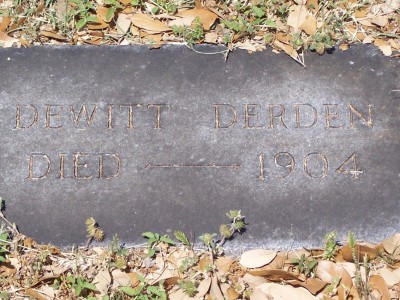 DEWITT DERDEN
DIED — 1904